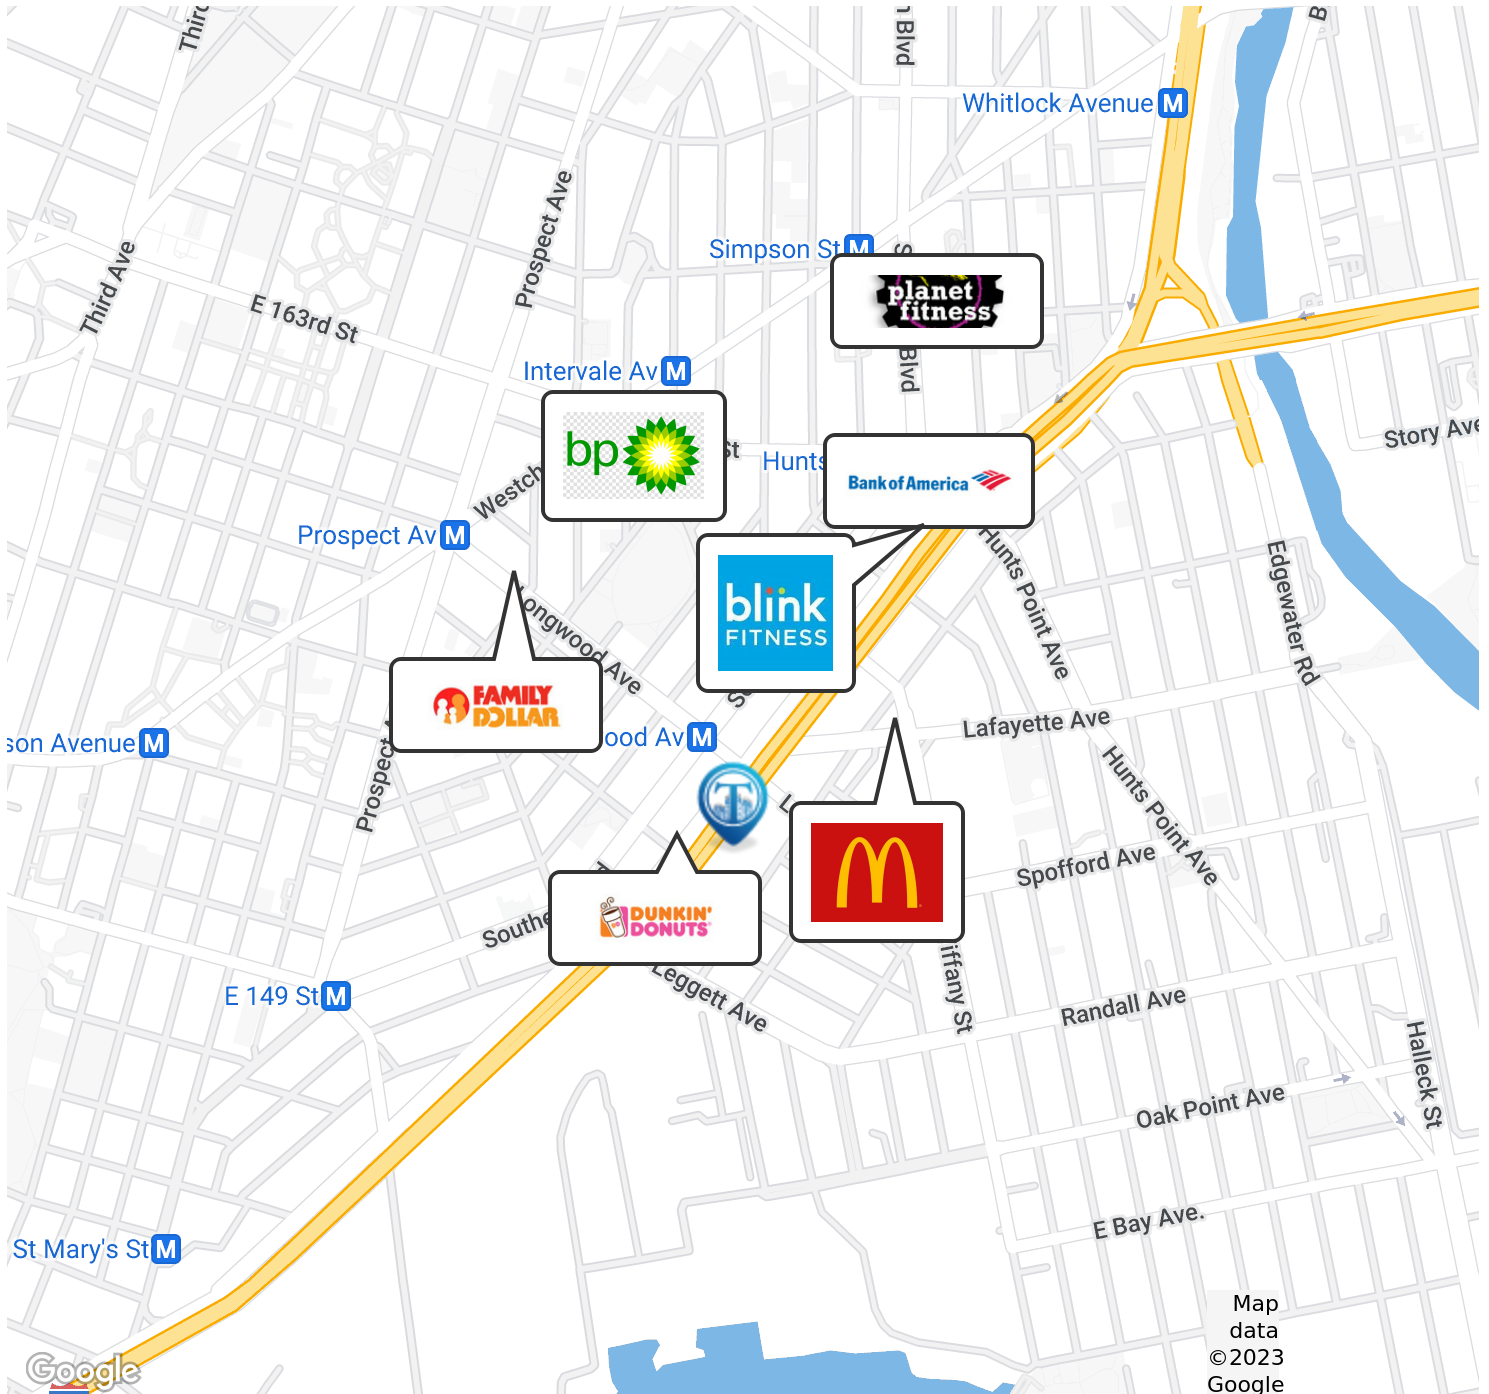 Third
n Blvd
B
Whitlock Avenue M
Prospect Ave
Simpson St M
Third Ave
E 163rd St
planet
fitness
Blvd
Intervale Av M
bp
St
Hunts
Bank of America
Story Ave
Westch
Prospect Av M
Hunts Point Ave
Edgewater Rd
blink
FITNESS
Longwood Ave
FAMILY
DOLLAR
So
ood Av M
Lafayette Ave
son Avenue M
Prospect A
Hunts Point Ave
T
L
Spofford Ave
M
DUNKIN'
DONUTS
Southe
iffany St
Leggett Ave
E 149 St M
Randall Ave
Halleck St
Oak Point Ave
E Bay Ave.
St Mary's St M
Map
data
©2023
Google
Google